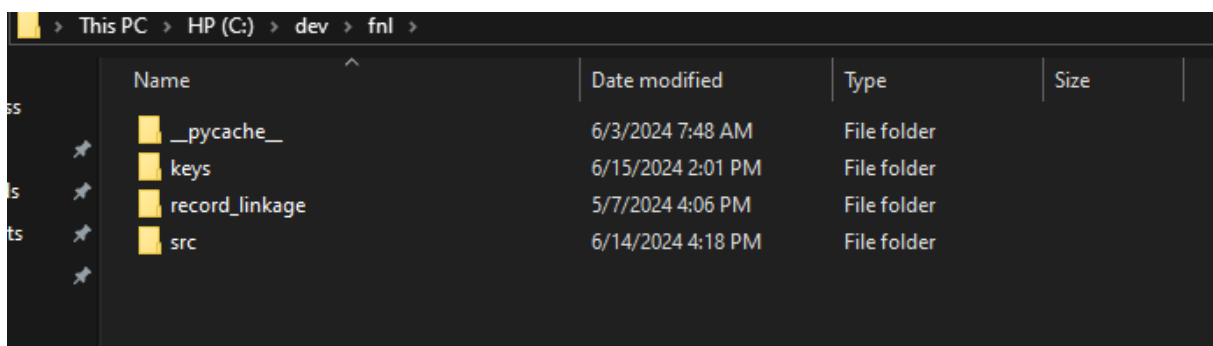 > This PC > HP (C:) > dev > fnl >
Name Date modified Type Size
__pycache__ 6/3/2024 7:48 AM File folder
keys 6/15/2024 2:01 PM File folder
record_linkage 5/7/2024 4:06 PM File folder
src 6/14/2024 4:18 PM File folder